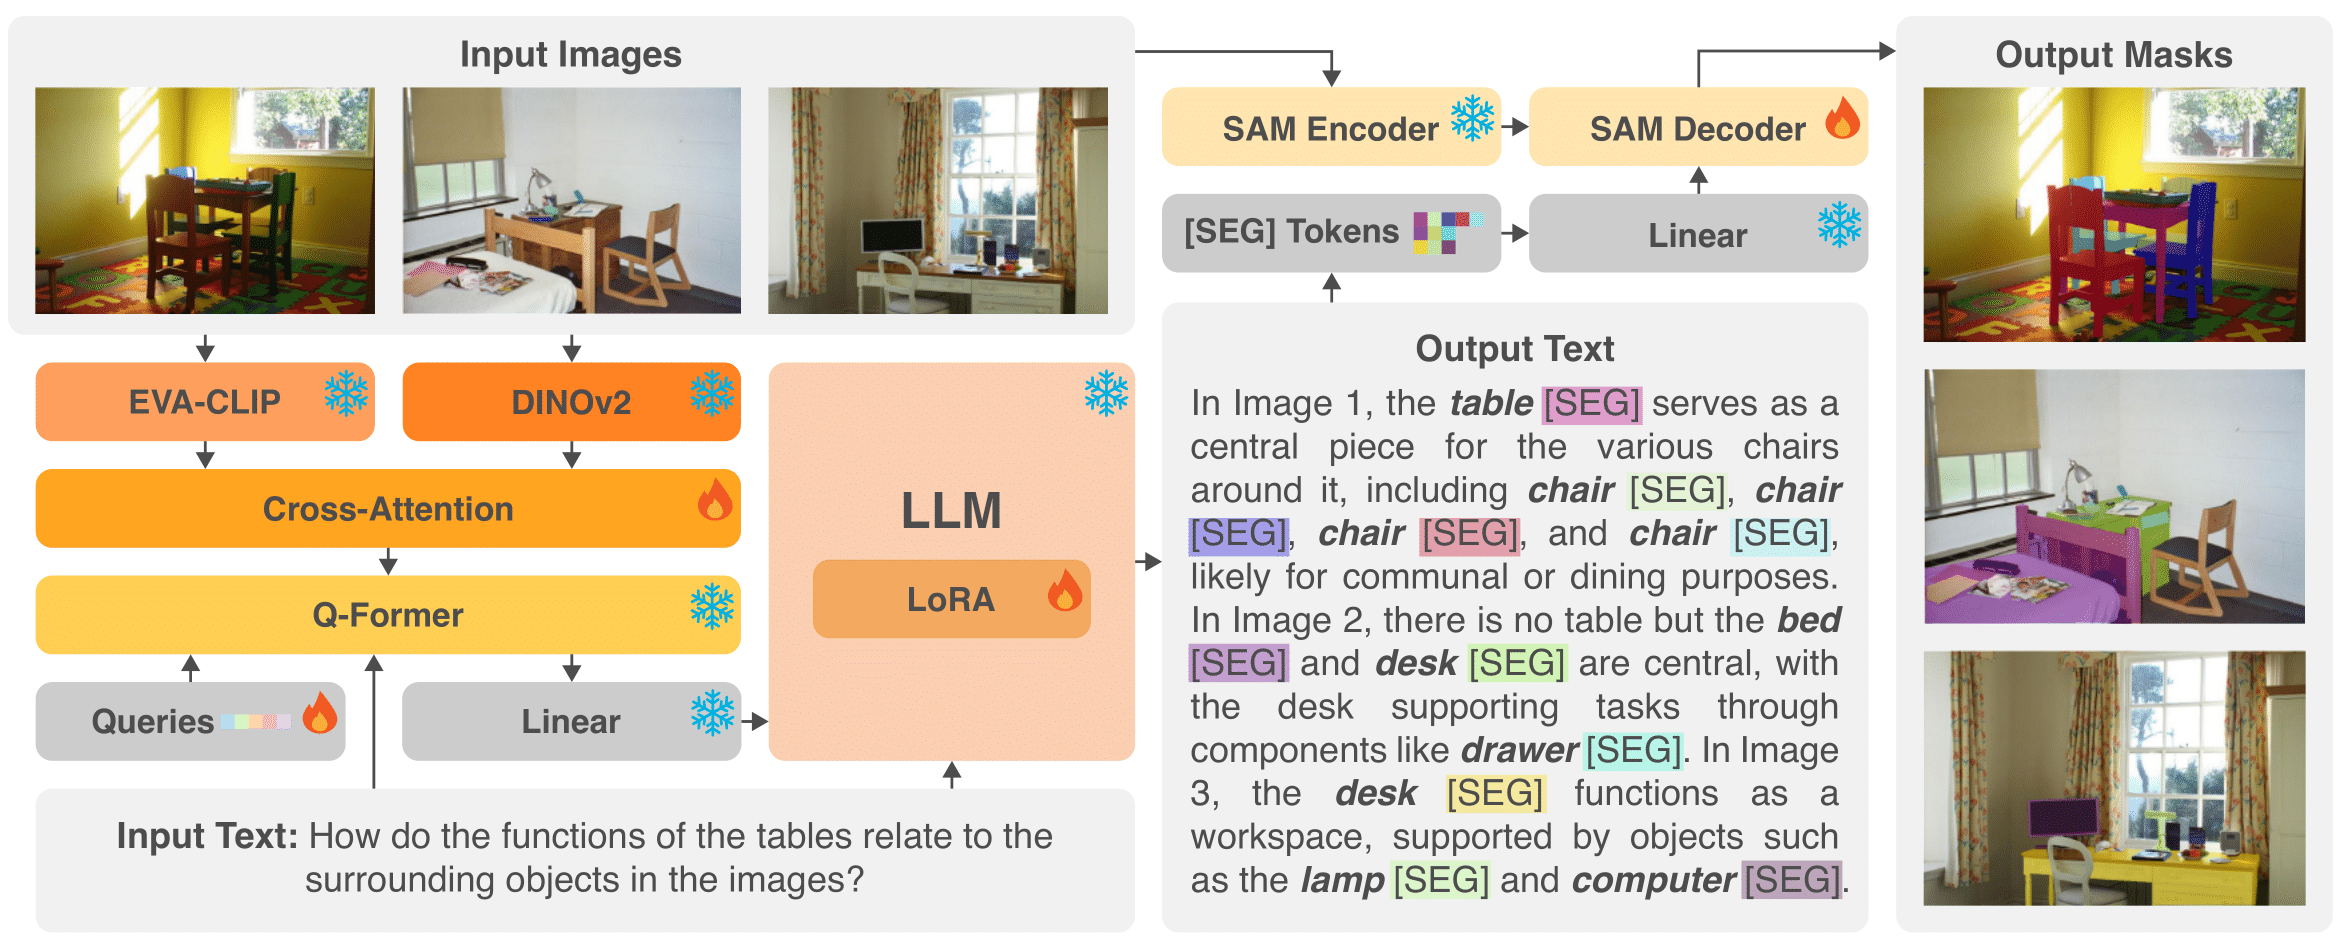 Input Images
EVA-CLIP
DINOv2
Cross-Attention
Q-Former
Queries
Linear
LLM
LoRA
Input Text: How do the functions of the tables relate to the
surrounding objects in the images?
SAM Encoder
SAM Decoder
[SEG] Tokens
Linear
Output Text
In Image 1, the table [SEG] serves as a
central piece for the various chairs
around it, including chair [SEG], chair
[SEG], chair [SEG], and chair [SEG],
likely for communal or dining purposes.
In Image 2, there is no table but the bed
[SEG] and desk [SEG] are central, with
the desk supporting tasks through
components like drawer [SEG]. In Image
3, the desk [SEG] functions as a
workspace, supported by objects such
as the lamp [SEG] and computer [SEG].
Output Masks